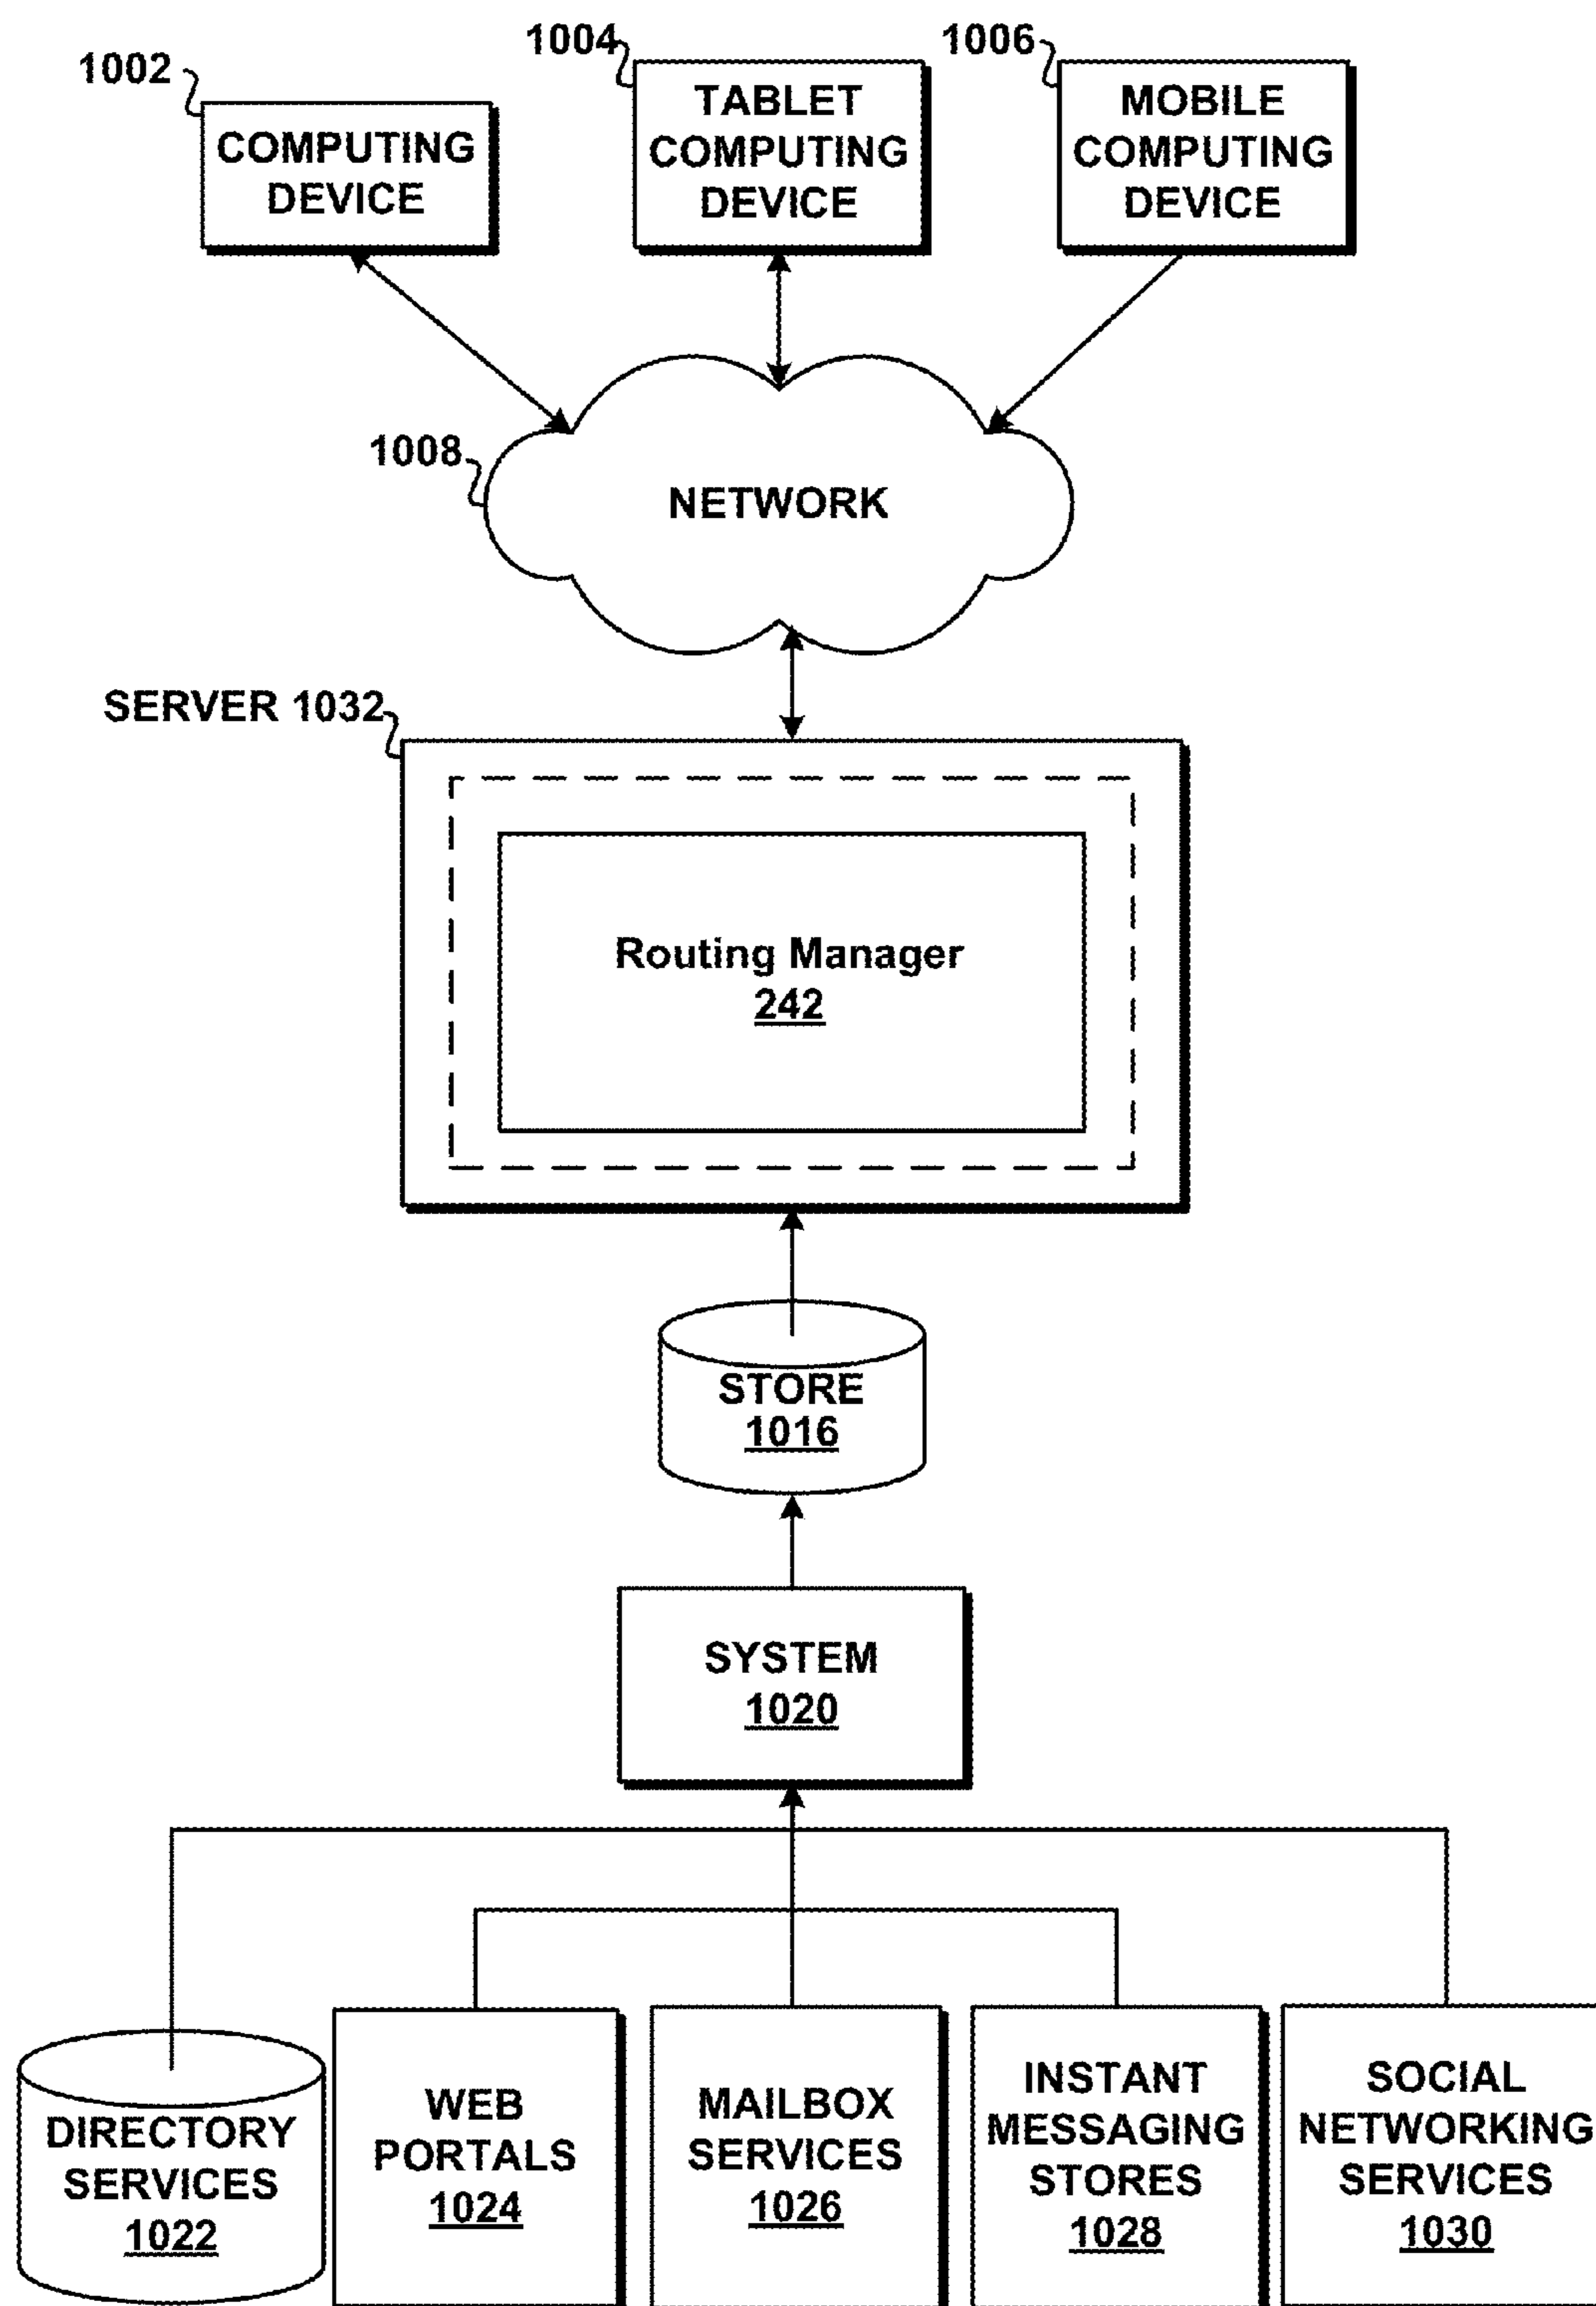 1002
COMPUTING
DEVICE
1004
TABLET
COMPUTING
DEVICE
1006
MOBILE
COMPUTING
DEVICE
1008
NETWORK
SERVER 1032
Routing Manager
242
STORE
1016
SYSTEM
1020
DIRECTORY
SERVICES
1022
WEB
PORTALS
1024
MAILBOX
SERVICES
1026
INSTANT
MESSAGING
STORES
1028
SOCIAL
NETWORKING
SERVICES
1030